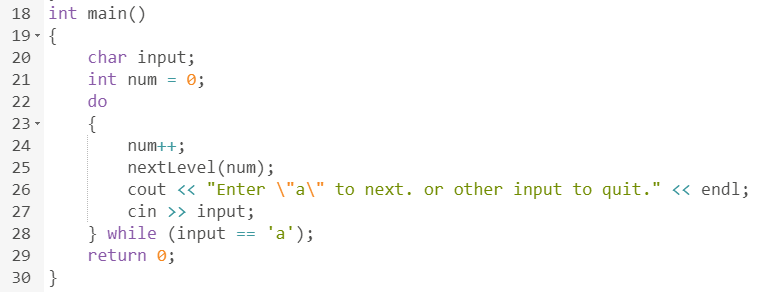 18 int main()
19 {
20     char input;
21     int num = 0;
22     do
23     {
24         num++;
25         nextLevel(num);
26         cout << "Enter \"a\" to next. or other input to quit." << endl;
27         cin >> input;
28     } while (input == 'a');
29     return 0;
30 }